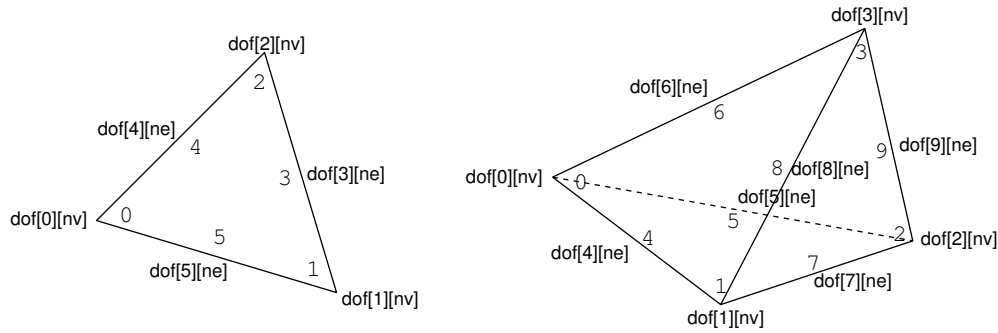 dof[2][nv]
2
dof[4][ne]
4
3
dof[3][ne]
dof[0][nv]
0
5
dof[5][ne]
1
dof[1][nv]
dof[3][nv]
3
dof[6][ne]
6
9
dof[9][ne]
8
dof[8][ne]
dof[0][nv]
0
dof[5][ne]
5
dof[4][ne]
4
2
dof[2][nv]
7
dof[7][ne]
1
dof[1][nv]